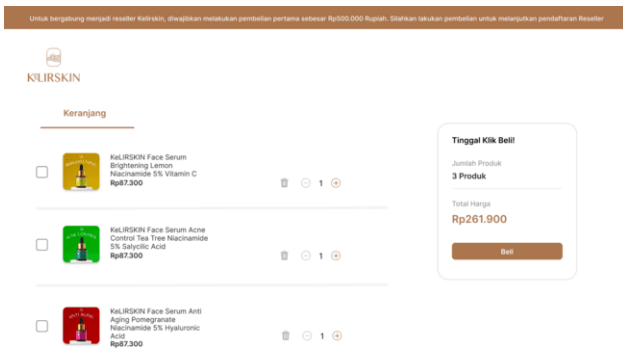 Untuk bergabung menjadi reseller Kelirskin, diwajibkan melakukan pembelian pertama sebesar Rp500.000 Rupiah. Silahkan lakukan pembelian untuk melanjutkan pendaftaran Reseller
KELIRSKIN
Keranjang
KeLIRSKIN Face Serum
Brightening Lemon
Niacinamide 5% Vitamin C
Rp87.300
1
KeLIRSKIN Face Serum Acne
Control Tea Tree Niacinamide
5% Salycilic Acid
Rp87.300
1
ANTI AGING
KeLIRSKIN Face Serum Anti
Aging Pomegranate
Niacinamide 5% Hyaluronic
Acid
Rp87.300
1
Tinggal Klik Beli!
Jumlah Produk
3 Produk
Total Harga
Rp261.900
Beli